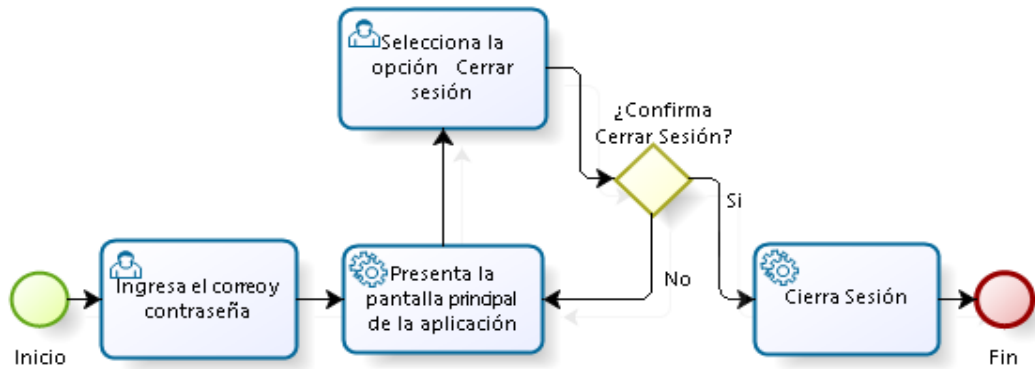 Selecciona la
opción Cerrar
sesión
¿Confirma
Cerrar Sesión?
Si
No
Inicio
Ingresa el correo y
contraseña
Presenta la
pantalla principal
de la aplicación
Cierra Sesión
Fin